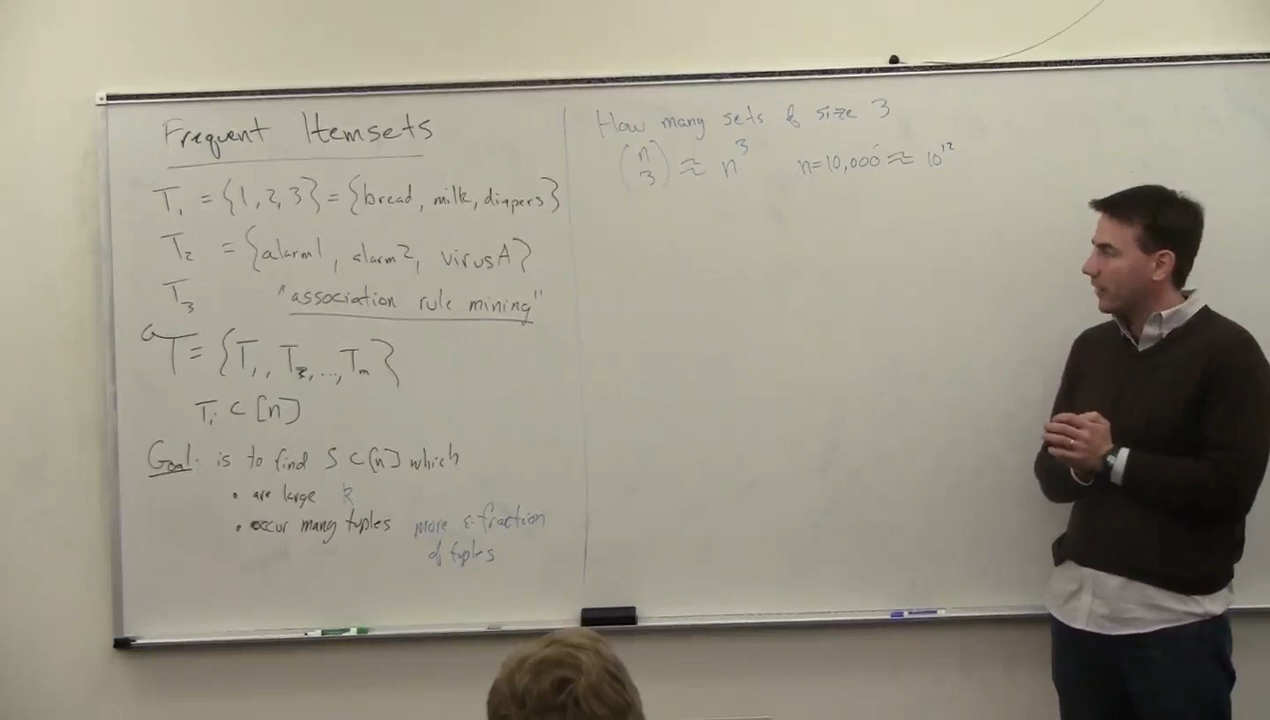 Frequent Itemsets
T₁ = {1, 2, 3} = {bread, milk, diapers}
T₂ = {alarm1, alarm2, virusA}
T₃ "association rule mining"
T = {T₁, T₂, ..., Tₘ}
Tᵢ ⊂ [n]
Goal: is to find S ⊂ [n] which
• are large k
• occur many tuples more ε-fraction
of tuples
How many sets of size 3
(n 3) ≈ n³ n=10,000 ≈ 10¹²